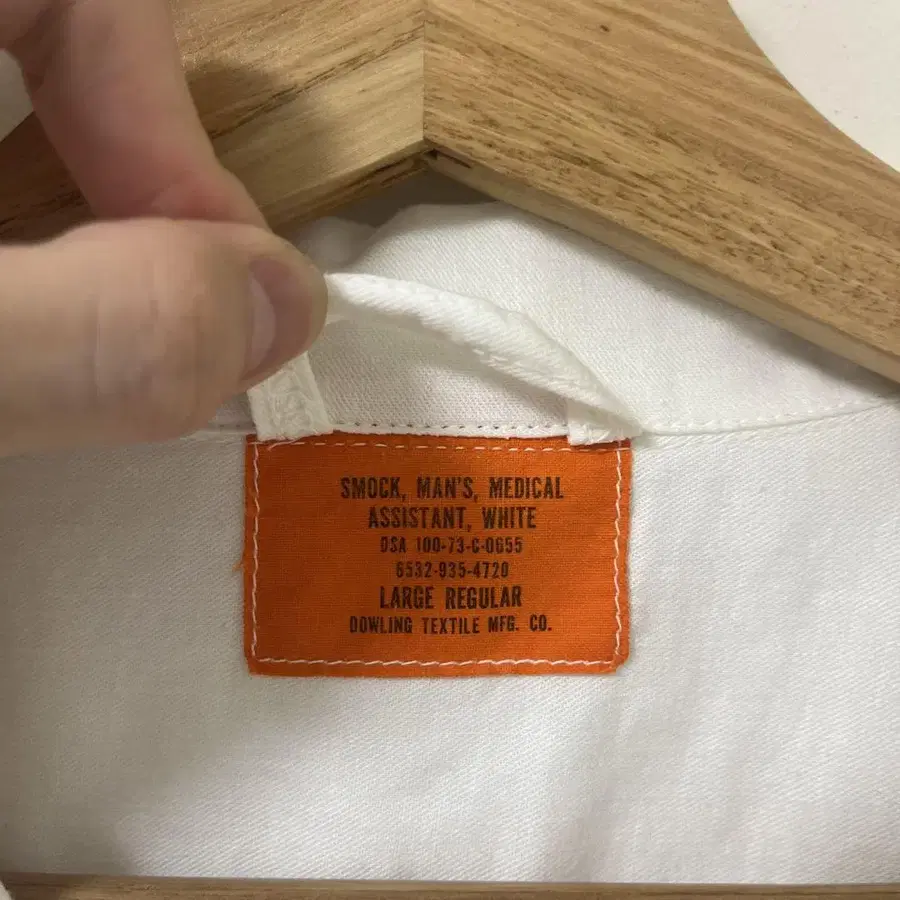 SMOCK, MAN'S, MEDICAL
ASSISTANT, WHITE
DSA 100-73-C-0655
6532-935-4720
LARGE REGULAR
DOWLING TEXTILE MFG. CO.